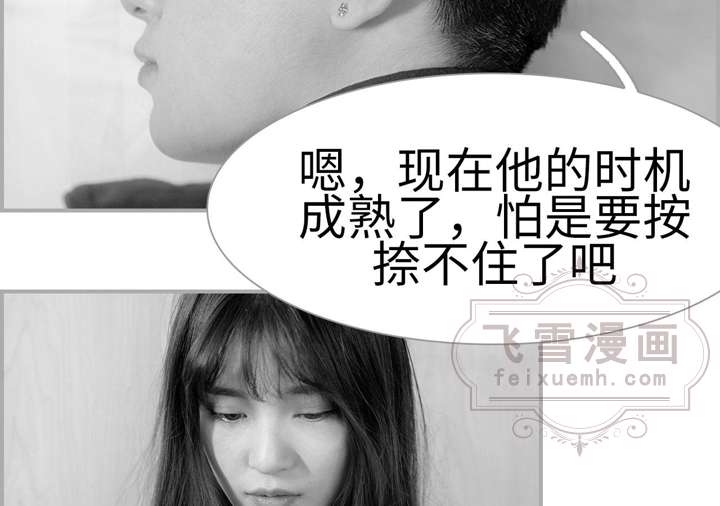 嗯，现在他的时机
成熟了，怕是要按
捺不住了吧
飞雪漫画
feixuemh.com